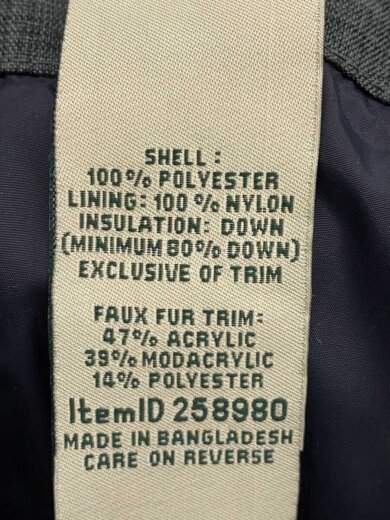 SHELL :
100% POLYESTER
LINING: 100 % NYLON
INSULATION: DOWN
(MINIMUM 80% DOWN)
EXCLUSIVE OF TRIM
FAUX FUR TRIM:
47% ACRYLIC
39% MODACRYLIC
14% POLYESTER
ItemID 258980
MADE IN BANGLADESH
CARE ON REVERSE